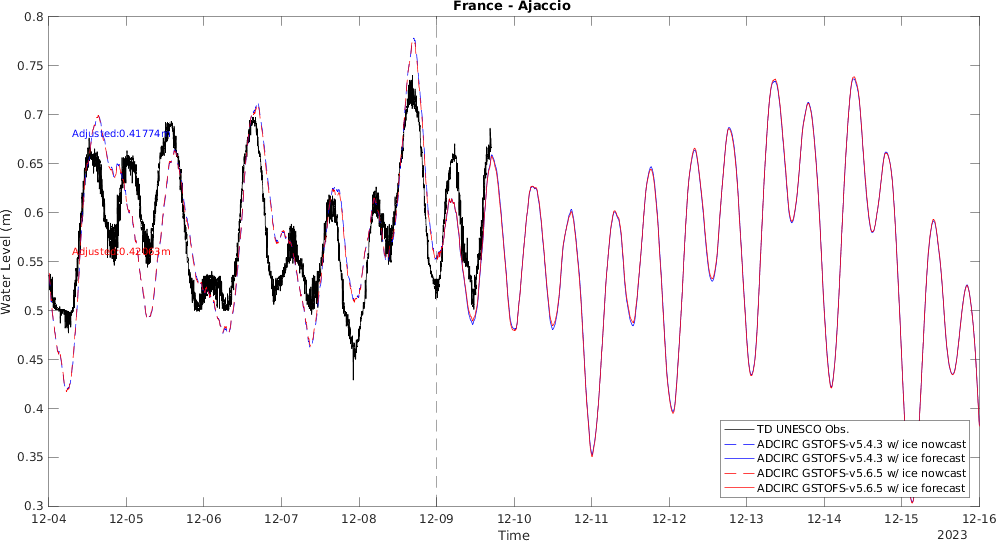 France - Ajaccio
0.8
0.75
0.7
0.65
0.6
0.55
0.5
0.45
0.4
0.35
0.3
Water Level (m)
Adjusted:0.41774m
TD UNESCO Obs.
ADCIRC GSTOFS-v5.4.3 w/ ice nowcast
ADCIRC GSTOFS-v5.4.3 w/ ice forecast
ADCIRC GSTOFS-v5.6.5 w/ ice nowcast
ADCIRC GSTOFS-v5.6.5 w/ ice forecast
12-04 12-05 12-06 12-07 12-08 12-09 12-10 12-11 12-12 12-13 12-14 12-15 12-16
Time
2023